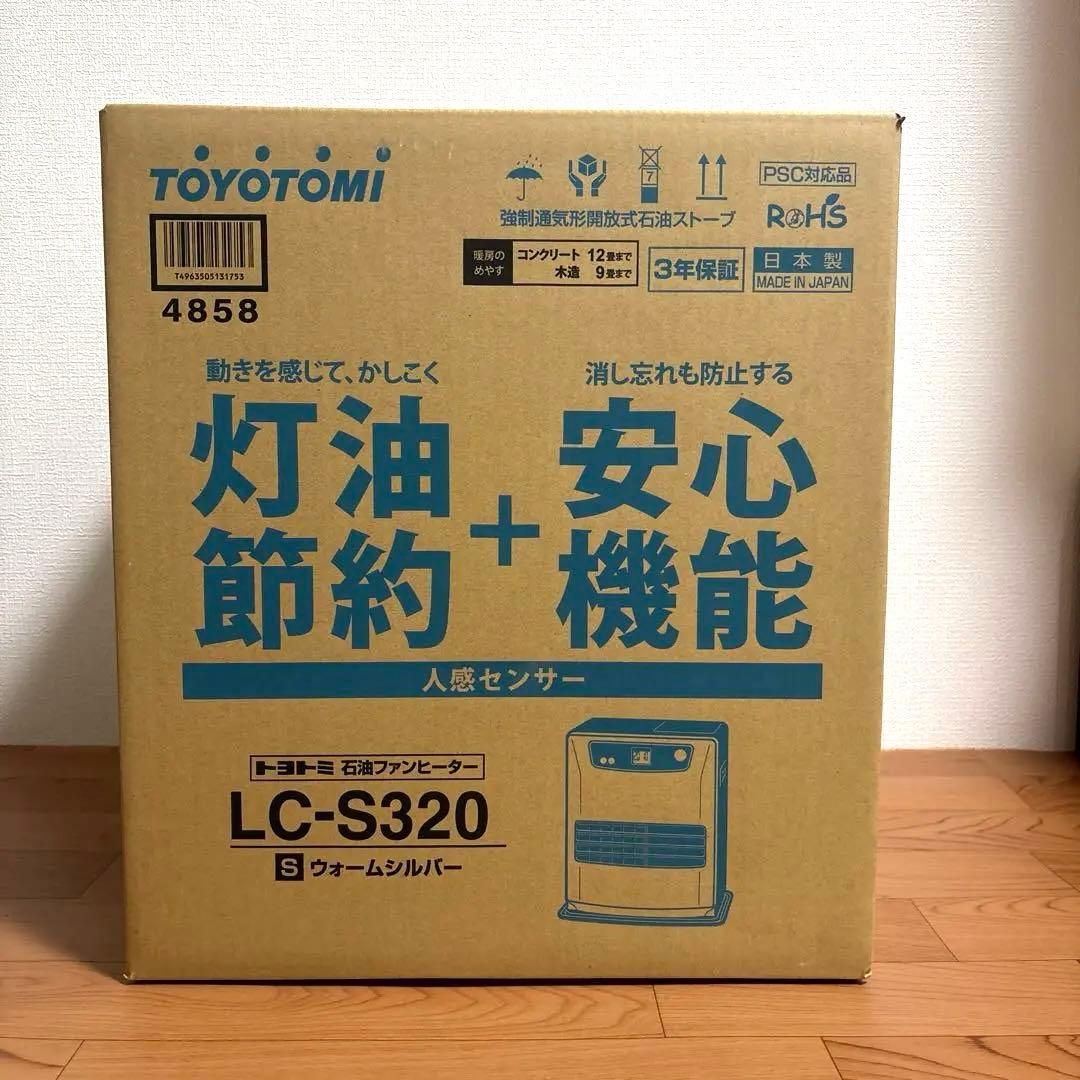 TOYOTOMI
T4963505131753
4858
7
強制通気形開放式石油ストーブ
PSC対応品
RoHS
暖房のめやす
コンクリート 12畳まで
木造 9畳まで
3年保証
日本製
MADE IN JAPAN
動きを感じて、かしこく
灯油
節約
+
消し忘れも防止する
安心
機能
人感センサー
トヨトミ 石油ファンヒーター
LC-S320
S ウォームシルバー